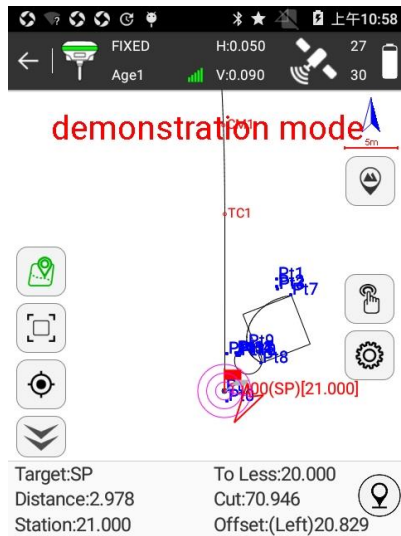 上午10:58
FIXED H:0.050 27
Age1 V:0.090 30
demonstration mode
5m
TC1
Pt1
Pt7
Pt8
(SP)[21.000]
Target:SP To Less:20.000
Distance:2.978 Cut:70.946
Station:21.000 Offset:(Left)20.829